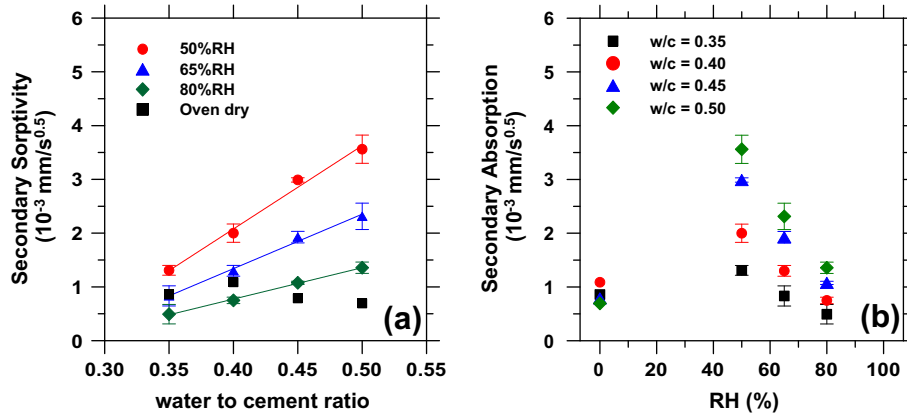 6
5
4
3
2
1
0
Secondary Sorptivity
(10⁻³ mm/s⁰·⁵)
50%RH
65%RH
80%RH
Oven dry
(a)
0.30 0.35 0.40 0.45 0.50 0.55
water to cement ratio
6
5
4
3
2
1
0
Secondary Absorption
(10⁻³ mm/s⁰·⁵)
w/c = 0.35
w/c = 0.40
w/c = 0.45
w/c = 0.50
(b)
0 20 40 60 80 100
RH (%)